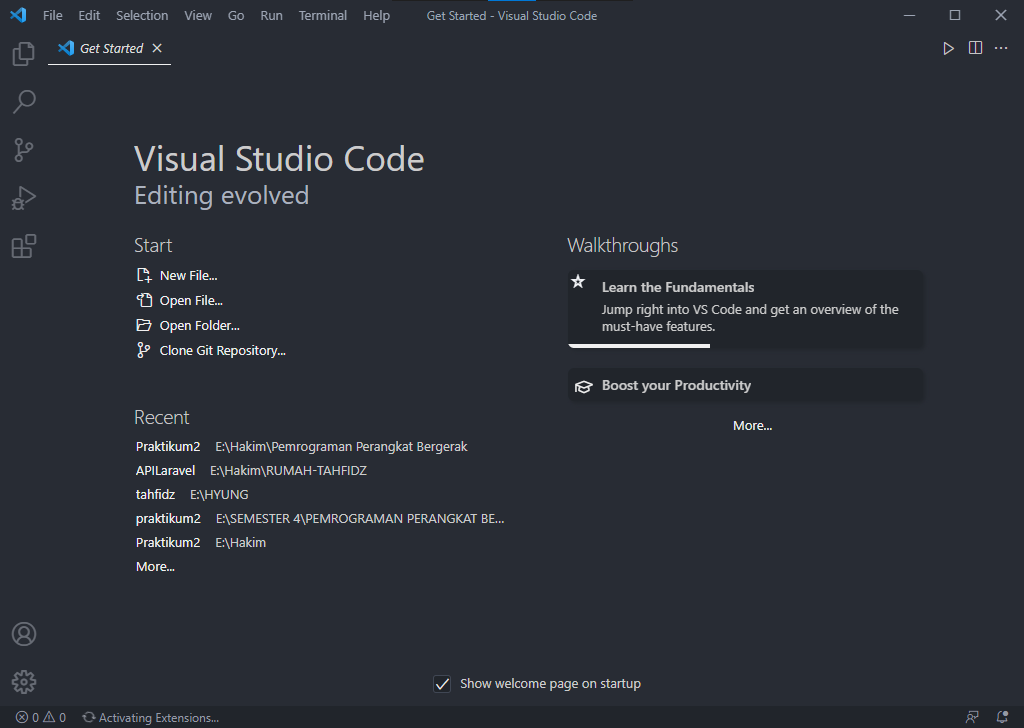 File Edit Selection View Go Run Terminal Help Get Started - Visual Studio Code
Get Started
Visual Studio Code
Editing evolved
Start
New File...
Open File...
Open Folder...
Clone Git Repository...
Recent
Praktikum2 E:\Hakim\Pemrograman Perangkat Bergerak
APILaravel E:\Hakim\RUMAH-TAHFIDZ
tahfidz E:\HYUNG
praktikum2 E:\SEMESTER 4\PEMROGRAMAN PERANGKAT BE...
Praktikum2 E:\Hakim
More...
Walkthroughs
Learn the Fundamentals
Jump right into VS Code and get an overview of the
must-have features.
Boost your Productivity
More...
Show welcome page on startup
0 0 Activating Extensions...